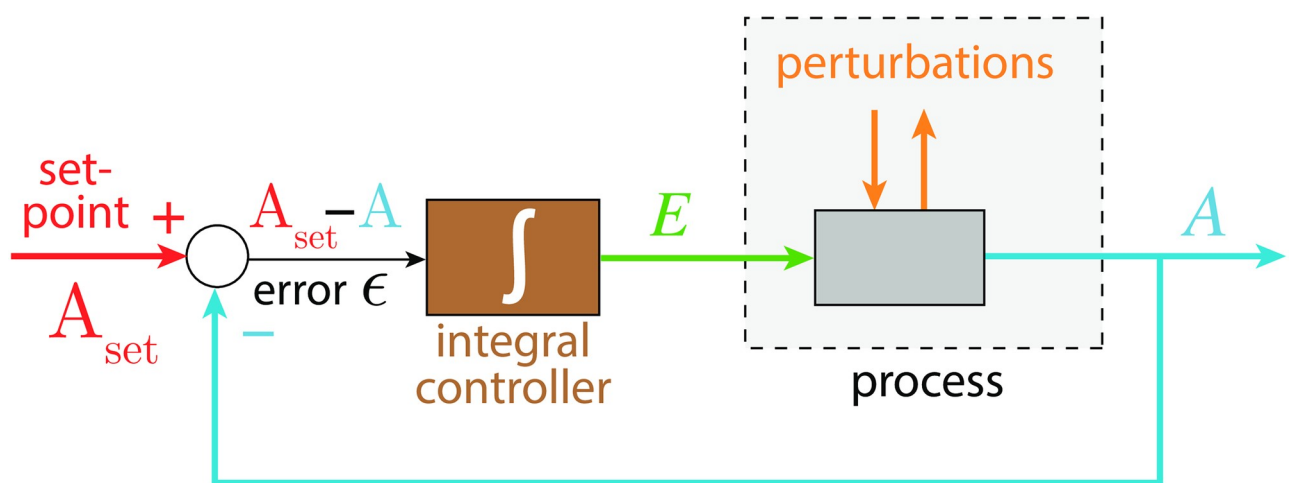 perturbations
set-
point +
A_set - A
E
A
∫
error ϵ
A_set
−
integral
controller
process